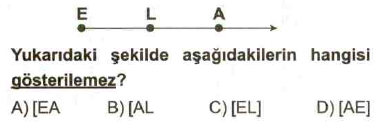 E L A
Yukarıdaki şekilde aşağıdakilerin hangisi
gösterilemez?
A) [EA B) [AL C) [EL] D) [AE]